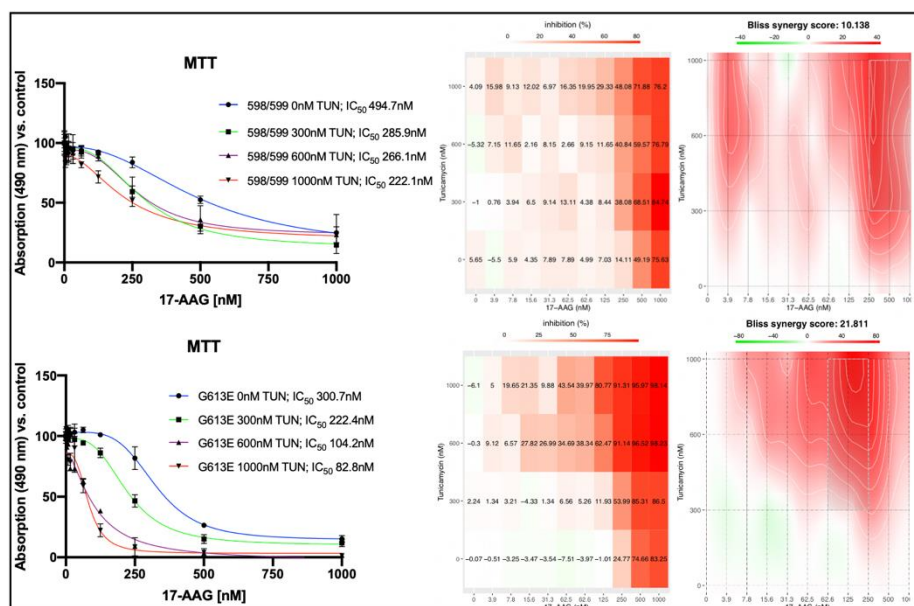 MTT
598/599 0nM TUN; IC50 494.7nM
598/599 300nM TUN; IC50 285.9nM
598/599 600nM TUN; IC50 266.1nM
598/599 1000nM TUN; IC50 222.1nM
Absorption (490 nm) vs. control
150
100
50
0
0 250 500 750 1000
17-AAG [nM]
inhibition (%)
0 20 40 60 80
Tunicamycin (nM)
1000 4.09 15.98 9.13 12.02 6.97 16.35 19.95 29.33 48.08 71.88 76.2
600 -5.32 7.15 11.65 2.16 8.15 2.66 9.15 11.65 40.84 59.57 76.79
300 -1 0.76 3.94 6.5 9.14 13.11 4.38 8.44 38.08 68.51
0 5.65 -5.5 5.9 4.35 7.89 7.89 4.99 7.03 14.11 49.19 75.63
0 3.9 7.8 15.6 31.3 62.5 62.6 125 250 500 1000
17-AAG (nM)
Bliss synergy score: 10.138
-40 -20 0 20 40
Tunicamycin (nM)
1000
600
300
0
0 3.9 7.8 15.6 31.3 62.5 62.6 125 250 500 1000
17-AAG (nM)
MTT
G613E 0nM TUN; IC50 300.7nM
G613E 300nM TUN; IC50 222.4nM
G613E 600nM TUN; IC50 104.2nM
G613E 1000nM TUN; IC50 82.8nM
Absorption (490 nm) vs. control
150
100
50
0
0 250 500 750 1000
17-AAG [nM]
inhibition (%)
0 25 50 75
Tunicamycin (nM)
1000 -6.1 5 19.65 21.35 9.88 43.54 39.97 80.77 91.31 95.97 98.14
600 -0.3 9.12 6.57 27.82 26.99 34.69 38.34 62.47 91.14 96.52
300 2.24 1.34 3.21 -4.33 1.34 6.56 5.26 11.93 53.99 85.31 86.5
0 -0.07 -0.51 -3.25 -3.47 -3.54 -7.51 -3.97 -1.01 24.77 74.66 83.25
0 3.9 7.8 15.6 31.3 62.5 62.6 125 250 500 1000
17-AAG (nM)
Bliss synergy score: 21.811
-80 -40 0 40 80
Tunicamycin (nM)
1000
600
300
0
0 3.9 7.8 15.6 31.3 62.5 62.6 125 250 500 1000
17-AAG (nM)